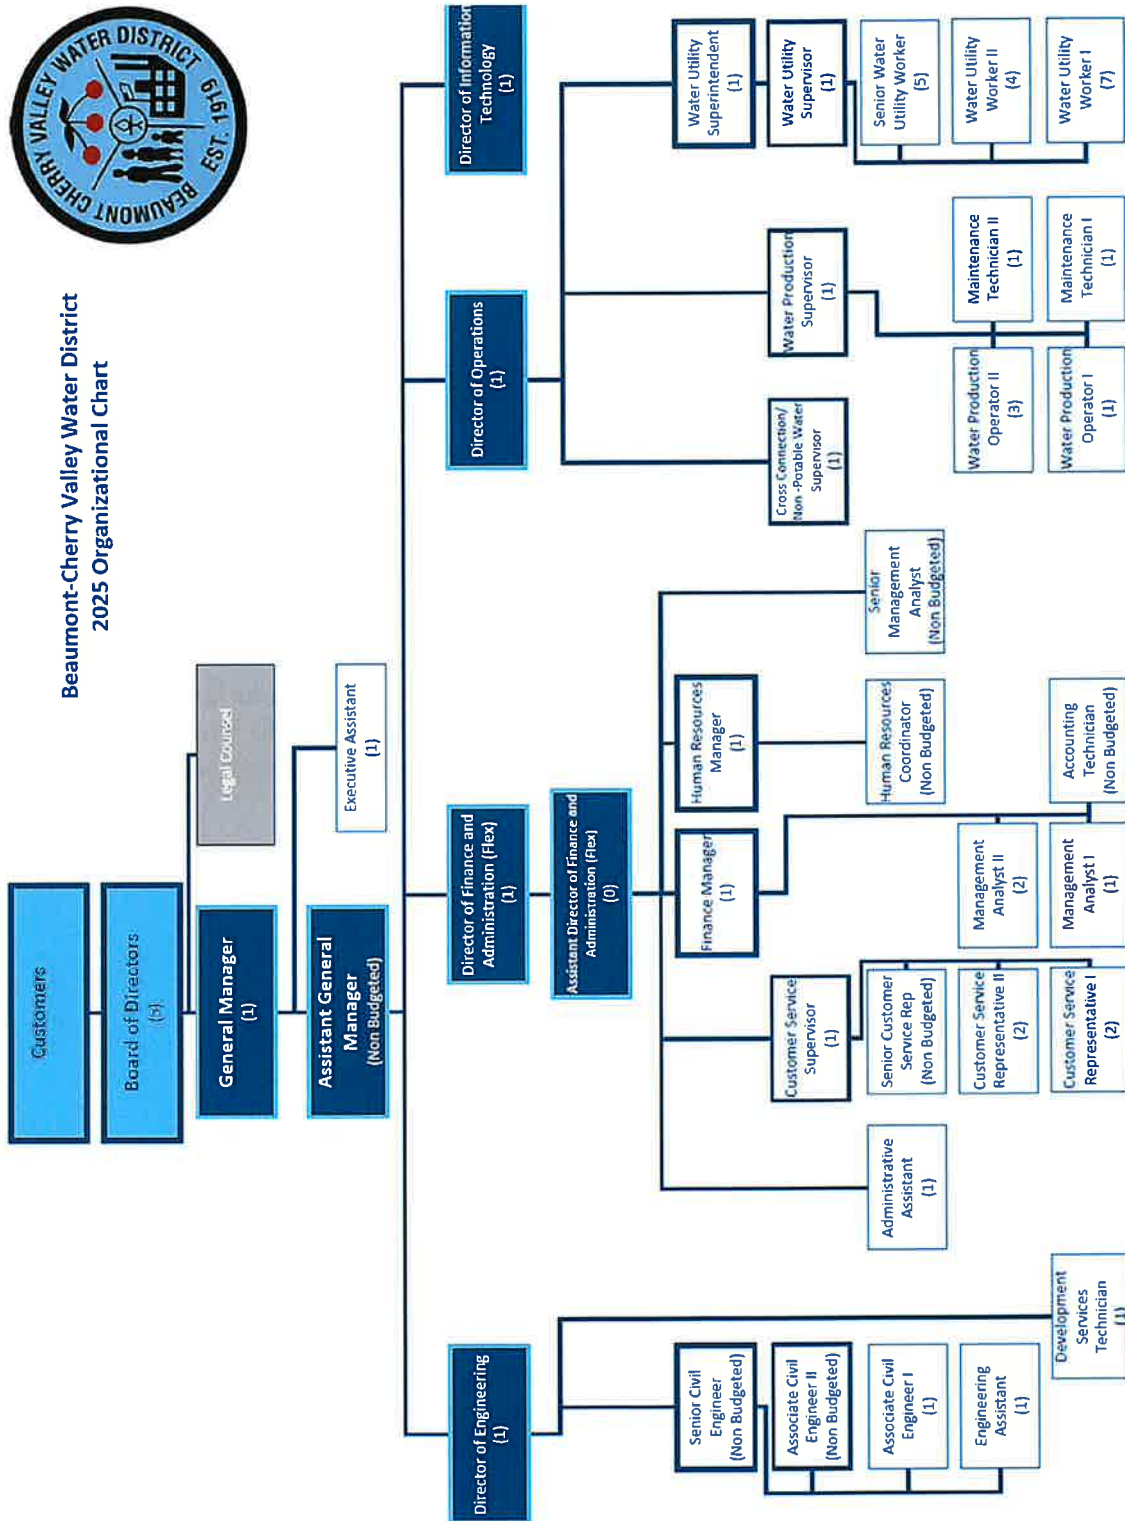 Beaumont-Cherry Valley Water District
2025 Organizational Chart
BEAUMONT CHERRY VALLEY WATER DISTRICT
EST. 1919
Customers
Board of Directors
(5)
Legal Counsel
General Manager
(1)
Executive Assistant
(1)
Assistant General
Manager
(Non Budgeted)
Director of Engineering
(1)
Director of Finance and
Administration (Flex)
(1)
Director of Operations
(1)
Director of Information
Technology
(1)
Assistant Director of Finance and
Administration (Flex)
(0)
Senior Civil
Engineer
(Non Budgeted)
Associate Civil
Engineer II
(Non Budgeted)
Associate Civil
Engineer I
(1)
Engineering
Assistant
(1)
Development
Services
Technician
(1)
Administrative
Assistant
(1)
Customer Service
Supervisor
(1)
Senior Customer
Service Rep
(Non Budgeted)
Customer Service
Representative II
(2)
Customer Service
Representative I
(2)
Finance Manager
(1)
Management
Analyst II
(2)
Management
Analyst I
(1)
Accounting
Technician
(Non Budgeted)
Human Resources
Manager
(1)
Human Resources
Coordinator
(Non Budgeted)
Senior
Management
Analyst
(Non Budgeted)
Cross Connection/
Non -Potable Water
Supervisor
(1)
Water Production
Supervisor
(1)
Water Production
Operator II
(3)
Maintenance
Technician II
(1)
Water Production
Operator I
(1)
Maintenance
Technician I
(1)
Water Utility
Superintendent
(1)
Water Utility
Supervisor
(1)
Senior Water
Utility Worker
(5)
Water Utility
Worker II
(4)
Water Utility
Worker I
(7)